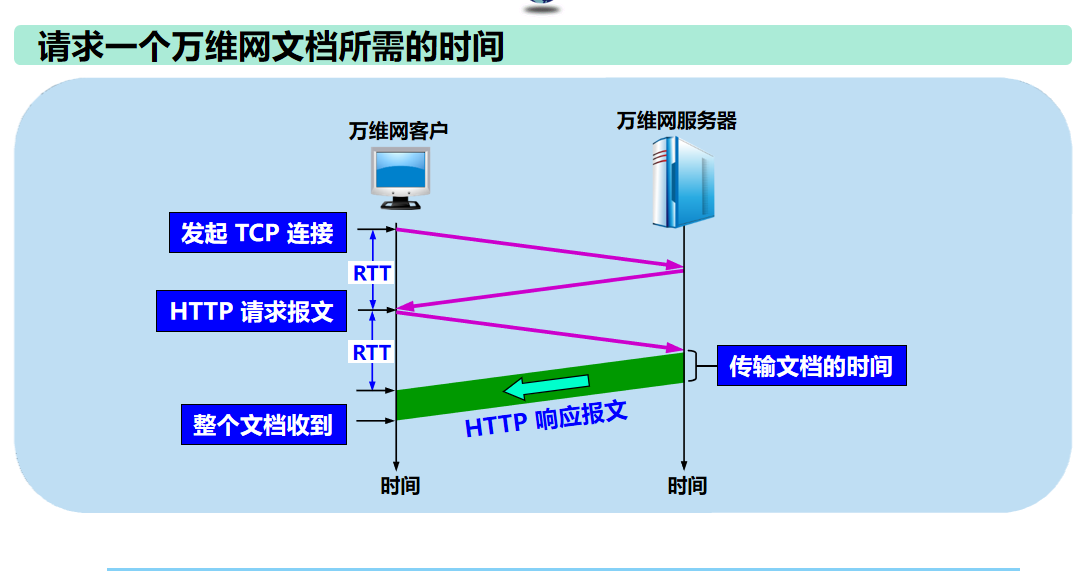 请求一个万维网文档所需的时间
万维网客户
万维网服务器
发起 TCP 连接
RTT
HTTP 请求报文
RTT
传输文档的时间
HTTP 响应报文
整个文档收到
时间
时间